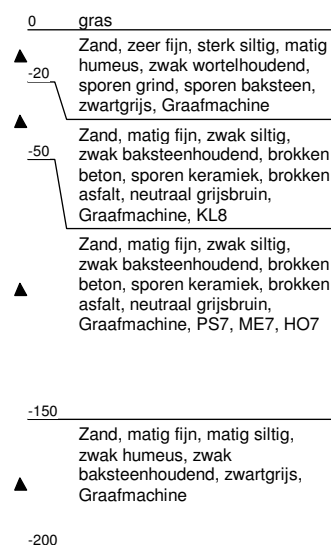 0 gras
Zand, zeer fijn, sterk siltig, matig
humeus, zwak wortelhoudend,
-20 sporen grind, sporen baksteen,
zwartgrijs, Graafmachine
Zand, matig fijn, zwak siltig,
-50 zwak baksteenhoudend, brokken
beton, sporen keramiek, brokken
asfalt, neutraal grijsbruin,
Graafmachine, KL8
Zand, matig fijn, zwak siltig,
zwak baksteenhoudend, brokken
beton, sporen keramiek, brokken
asfalt, neutraal grijsbruin,
Graafmachine, PS7, ME7, HO7
-150
Zand, matig fijn, matig siltig,
zwak humeus, zwak
baksteenhoudend, zwartgrijs,
Graafmachine
-200